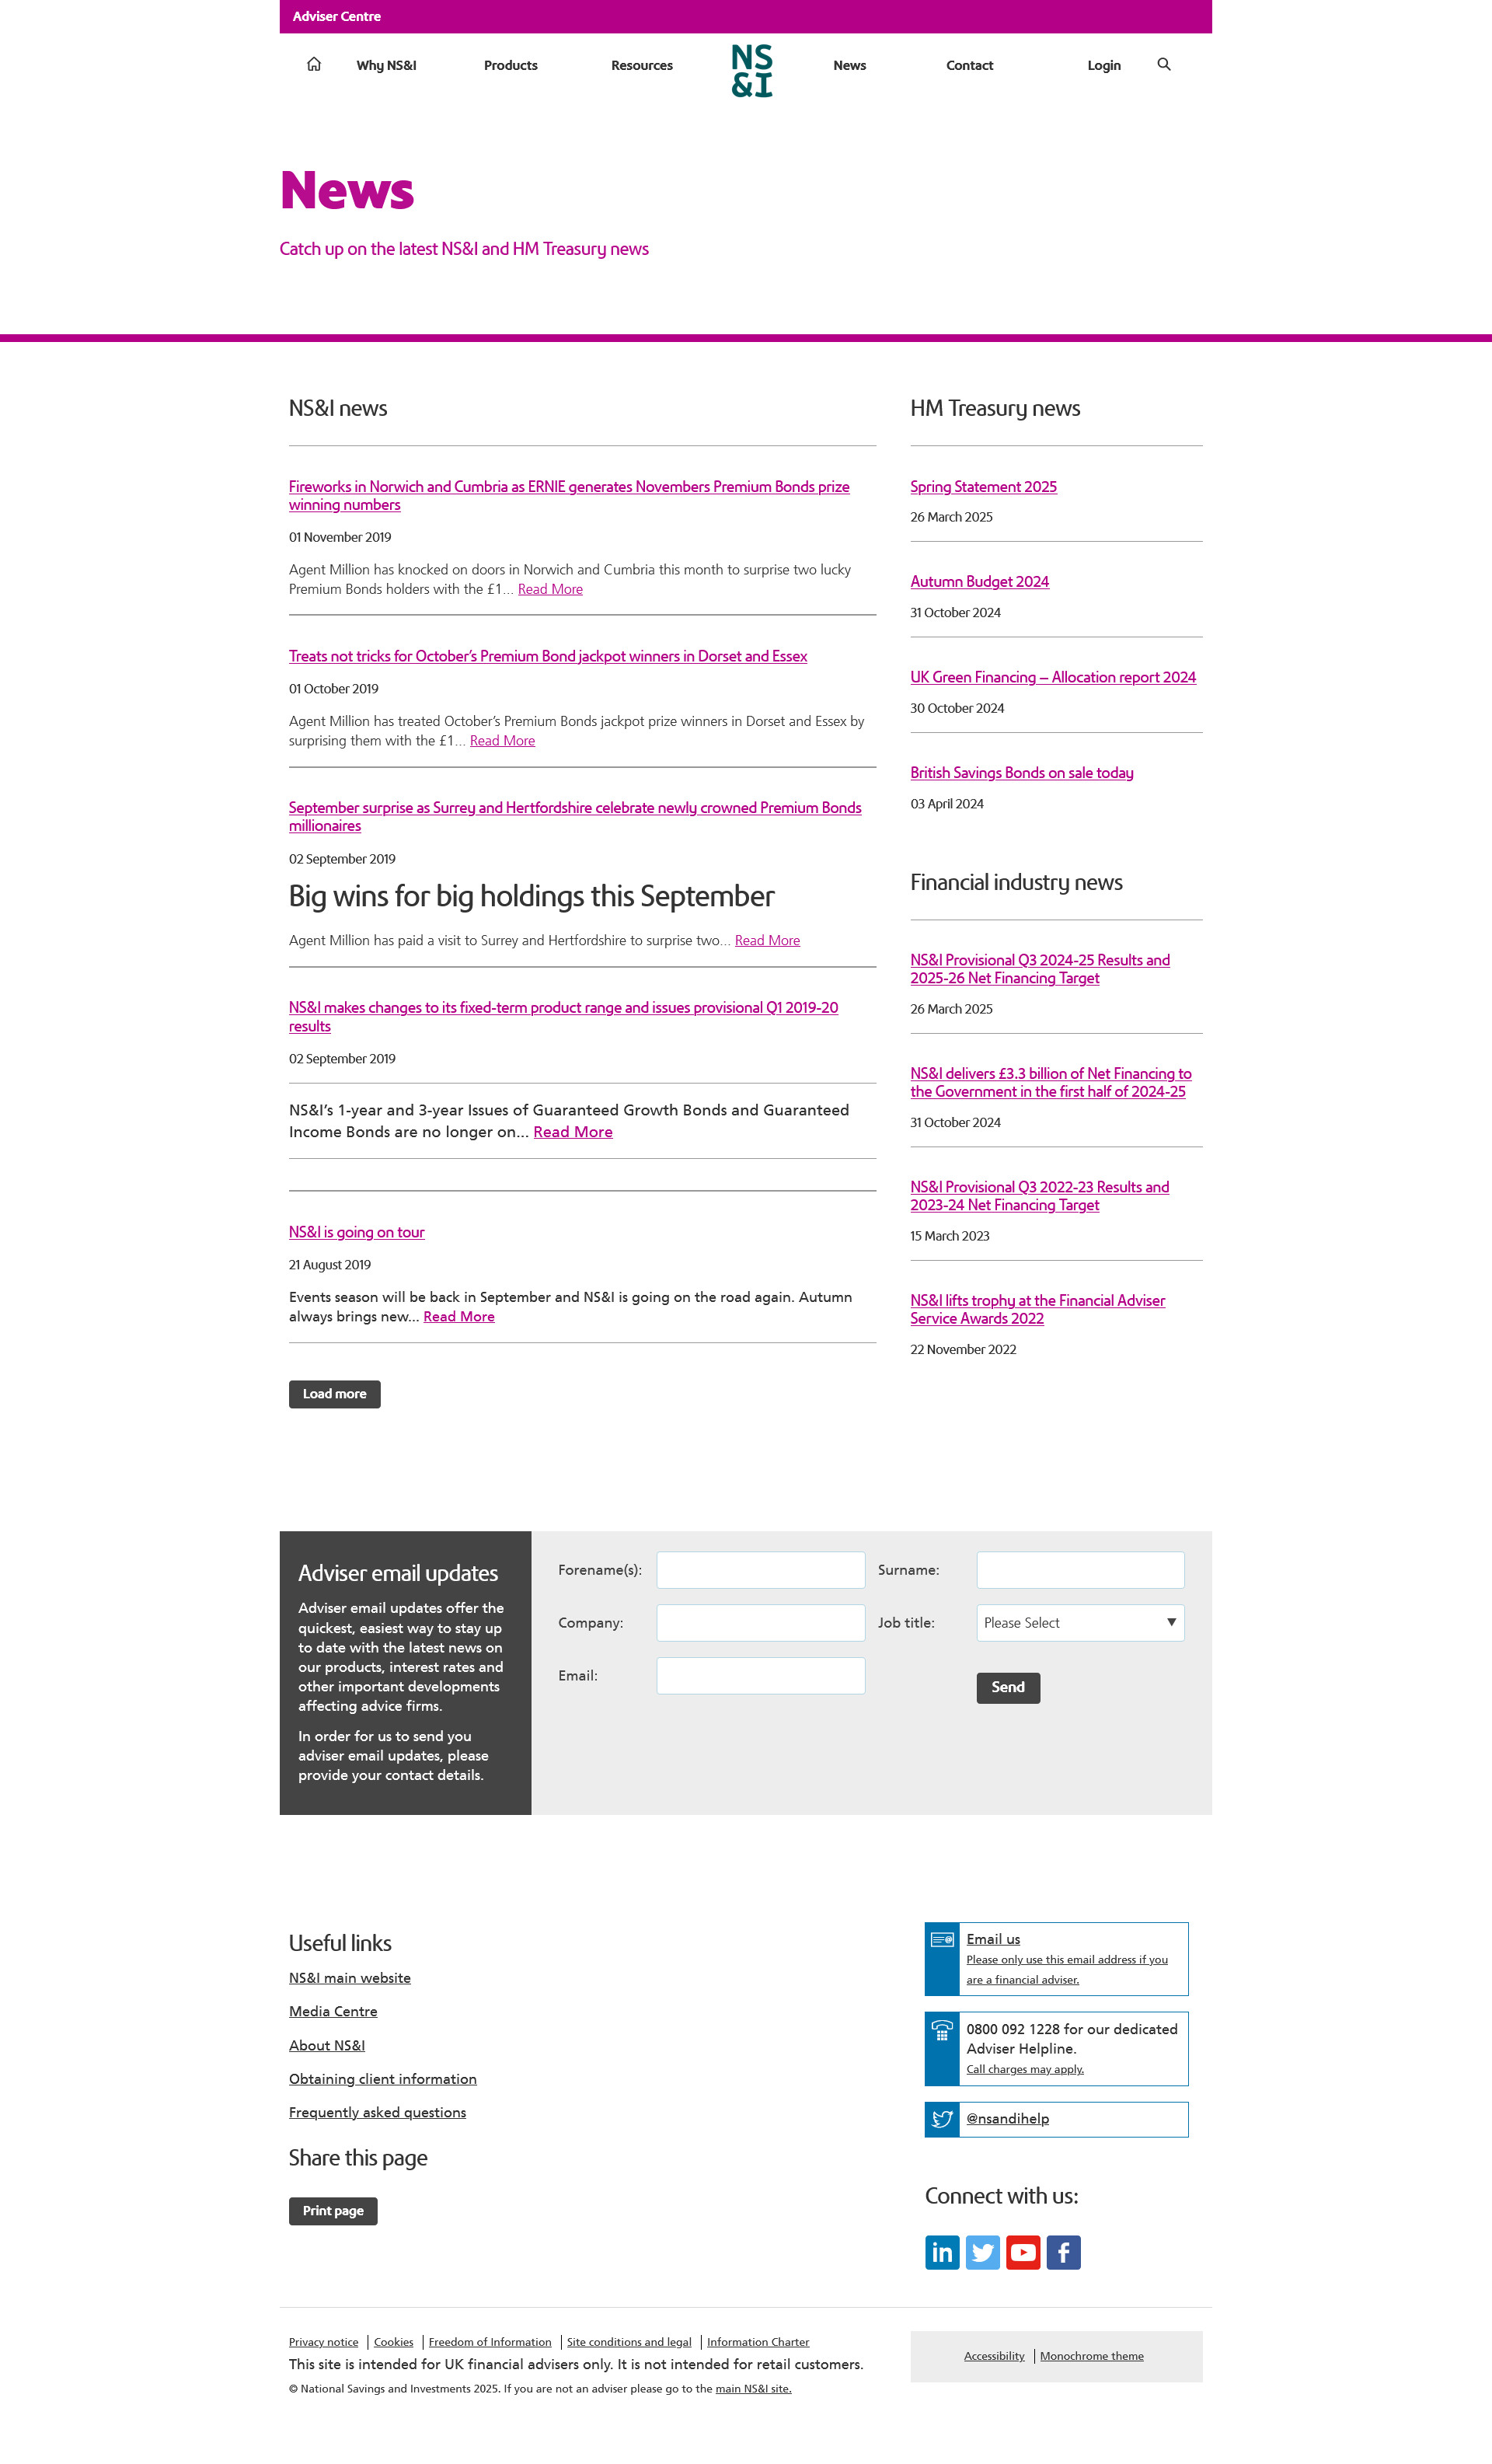 Adviser Centre
Why NS&I
Products
Resources
NS
&I
News
Contact
Login
News
Catch up on the latest NS&I and HM Treasury news
NS&I news
Fireworks in Norwich and Cumbria as ERNIE generates Novembers Premium Bonds prize
winning numbers
01 November 2019
Agent Million has knocked on doors in Norwich and Cumbria this month to surprise two lucky
Premium Bonds holders with the £1... Read More
Treats not tricks for October’s Premium Bond jackpot winners in Dorset and Essex
01 October 2019
Agent Million has treated October’s Premium Bonds jackpot prize winners in Dorset and Essex by
surprising them with the £1... Read More
September surprise as Surrey and Hertfordshire celebrate newly crowned Premium Bonds
millionaires
02 September 2019
Big wins for big holdings this September
Agent Million has paid a visit to Surrey and Hertfordshire to surprise two... Read More
NS&I makes changes to its fixed-term product range and issues provisional Q1 2019-20
results
02 September 2019
NS&I’s 1-year and 3-year Issues of Guaranteed Growth Bonds and Guaranteed
Income Bonds are no longer on... Read More
NS&I is going on tour
21 August 2019
Events season will be back in September and NS&I is going on the road again. Autumn
always brings new... Read More
Load more
HM Treasury news
Spring Statement 2025
26 March 2025
Autumn Budget 2024
31 October 2024
UK Green Financing – Allocation report 2024
30 October 2024
British Savings Bonds on sale today
03 April 2024
Financial industry news
NS&I Provisional Q3 2024-25 Results and
2025-26 Net Financing Target
26 March 2025
NS&I delivers £3.3 billion of Net Financing to
the Government in the first half of 2024-25
31 October 2024
NS&I Provisional Q3 2022-23 Results and
2023-24 Net Financing Target
15 March 2023
NS&I lifts trophy at the Financial Adviser
Service Awards 2022
22 November 2022
Adviser email updates
Adviser email updates offer the
quickest, easiest way to stay up
to date with the latest news on
our products, interest rates and
other important developments
affecting advice firms.
In order for us to send you
adviser email updates, please
provide your contact details.
Forename(s):
Surname:
Company:
Job title:
Please Select
Email:
Send
Useful links
NS&I main website
Media Centre
About NS&I
Obtaining client information
Frequently asked questions
Share this page
Print page
Email us
Please only use this email address if you
are a financial adviser.
0800 092 1228 for our dedicated
Adviser Helpline.
Call charges may apply.
@nsandihelp
Connect with us:
Privacy notice
Cookies
Freedom of Information
Site conditions and legal
Information Charter
This site is intended for UK financial advisers only. It is not intended for retail customers.
© National Savings and Investments 2025. If you are not an adviser please go to the main NS&I site.
Accessibility
Monochrome theme